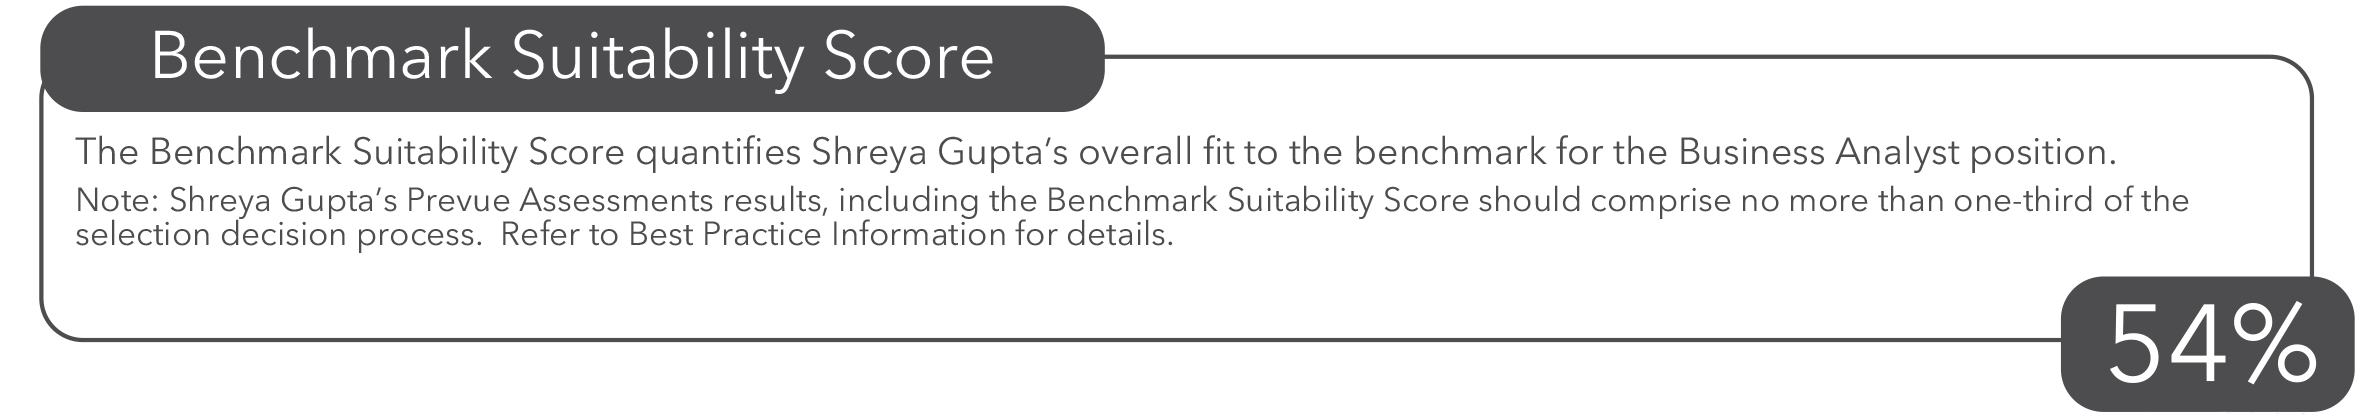 Benchmark Suitability Score
The Benchmark Suitability Score quantifies Shreya Gupta’s overall fit to the benchmark for the Business Analyst position.
Note: Shreya Gupta’s Prevue Assessments results, including the Benchmark Suitability Score should comprise no more than one-third of the
selection decision process.  Refer to Best Practice Information for details.
54%